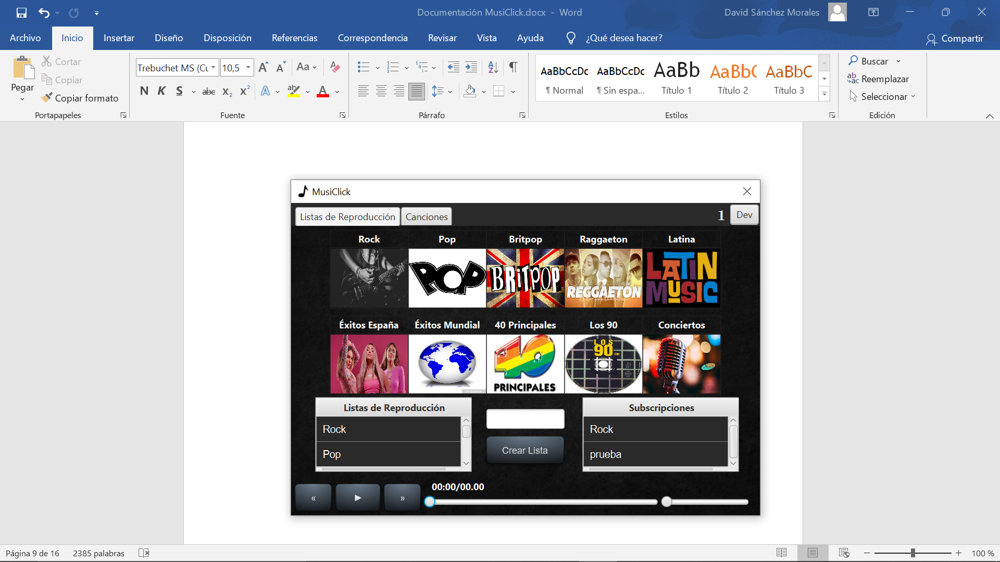 Documentación MusiClick.docx - Word
David Sánchez Morales
Archivo
Inicio
Insertar
Diseño
Disposición
Referencias
Correspondencia
Revisar
Vista
Ayuda
¿Qué desea hacer?
Compartir
Pegar
Cortar
Copiar
Copiar formato
Portapapeles
Trebuchet MS (Cu
10,5
Aa
N K S abc x₂ x²
Fuente
Párrafo
AaBbCcDc
¶ Normal
AaBbCcDc
¶ Sin espa...
AaBb
Título 1
AaBbC
Título 2
AaBbC
Título 3
Estilos
Buscar
Reemplazar
Seleccionar
Edición
MusiClick
Listas de Reproducción
Canciones
1
Dev
Rock
Pop
Britpop
Raggaeton
Latina
POP
BRITPOP
REGGAETON
LATIN
MUSIC
Éxitos España
Éxitos Mundial
40 Principales
Los 90
Conciertos
40
PRINCIPALES
LOS
90
Listas de Reproducción
Rock
Pop
Crear Lista
Subscripciones
Rock
prueba
00:00/00.00
Página 9 de 16
2385 palabras
100 %